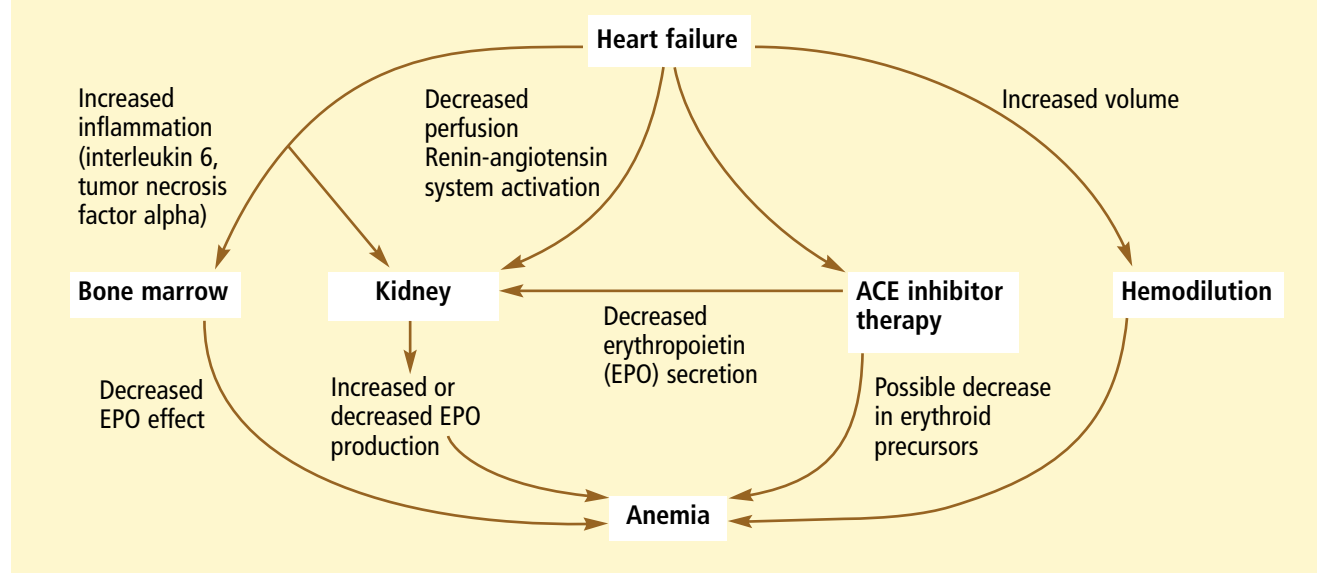 Heart failure
Increased
inflammation
(interleukin 6,
tumor necrosis
factor alpha)
Decreased
perfusion
Renin-angiotensin
system activation
Increased volume
Bone marrow
Kidney
ACE inhibitor
therapy
Hemodilution
Decreased
erythropoietin
(EPO) secretion
Decreased
EPO effect
Increased or
decreased EPO
production
Possible decrease
in erythroid
precursors
Anemia